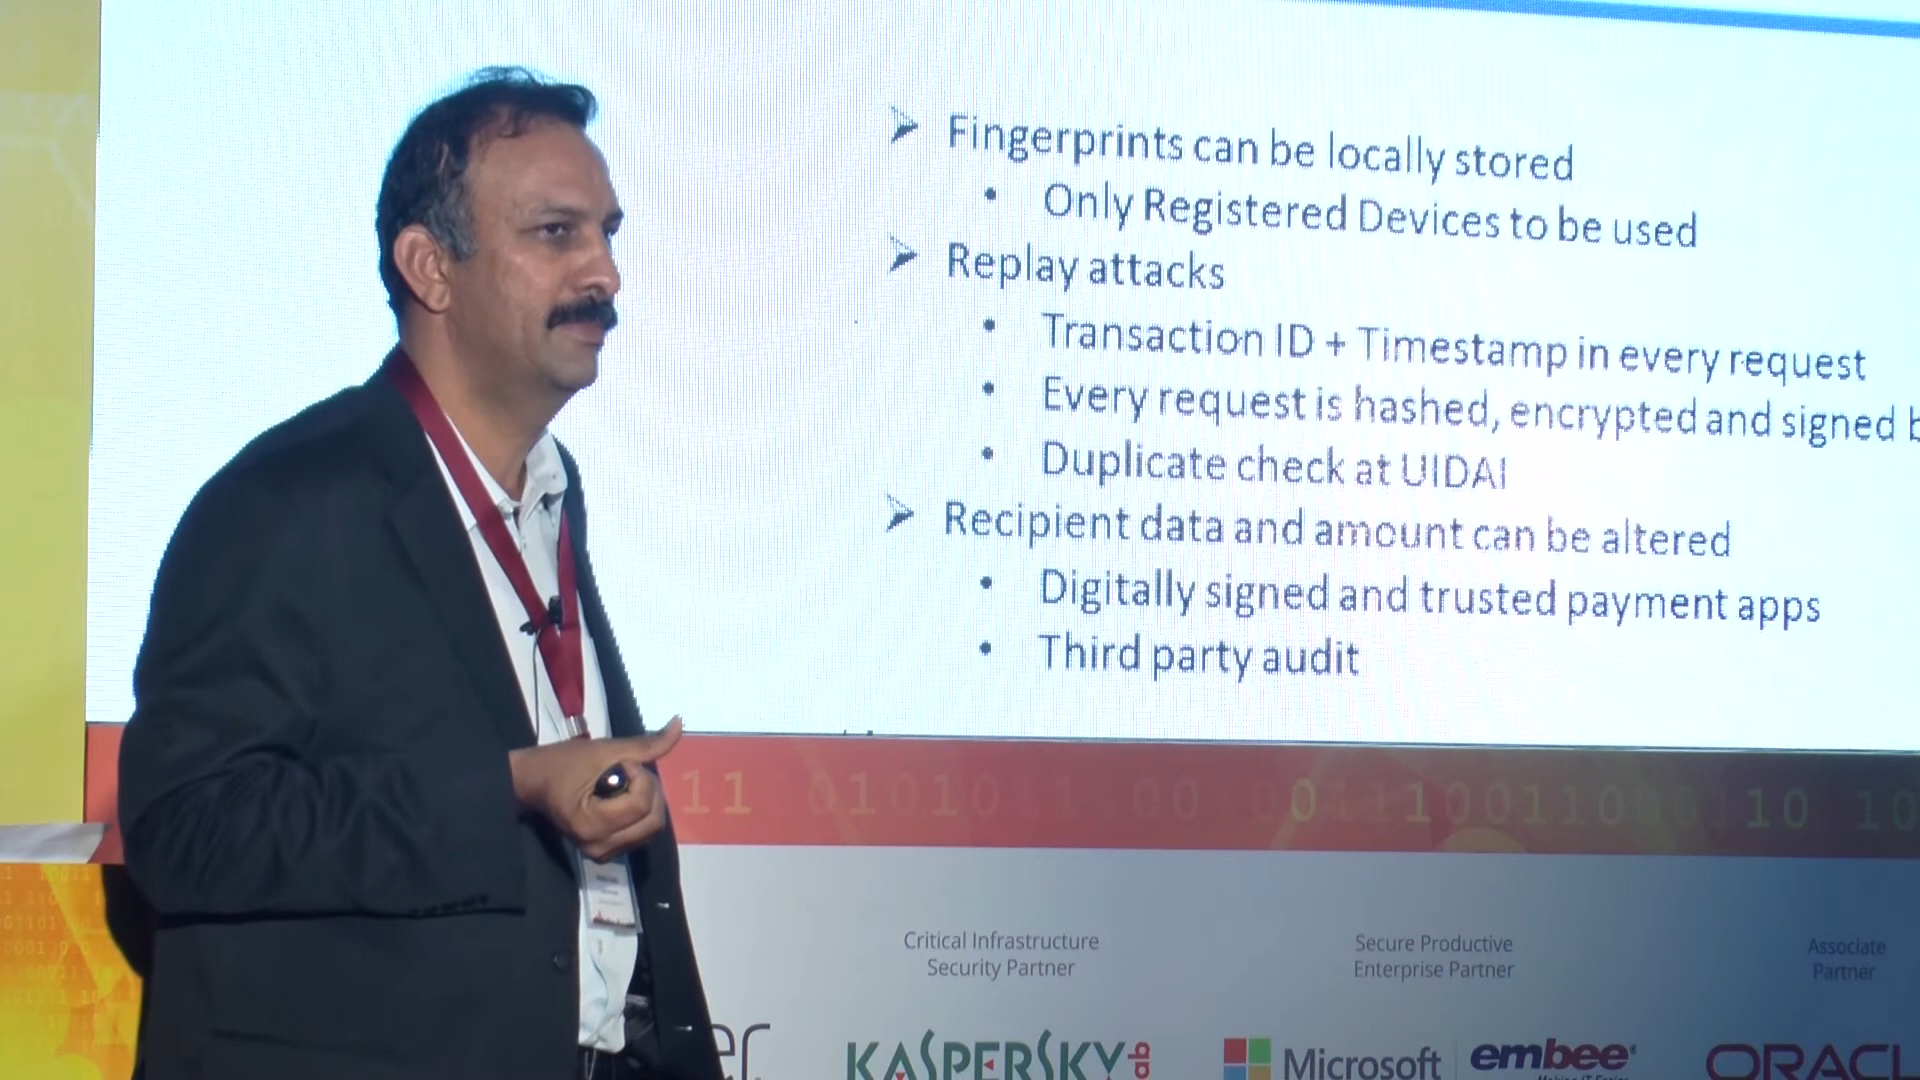 Fingerprints can be locally stored
Only Registered Devices to be used
Replay attacks
Transaction ID + Timestamp in every request
Every request is hashed, encrypted and signed b
Duplicate check at UIDAI
Recipient data and amount can be altered
Digitally signed and trusted payment apps
Third party audit
Critical Infrastructure
Security Partner
Secure Productive
Enterprise Partner
Associate
Partner
KASPERSKY
Microsoft
embee
ORACL